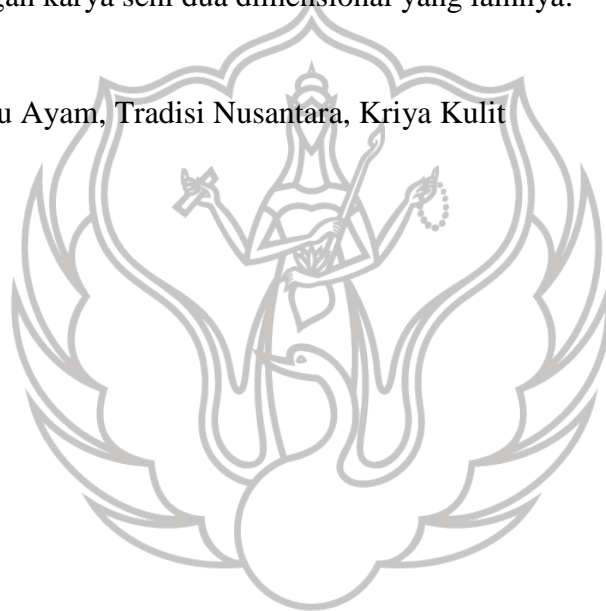 gan karya seni dua dimensional yang lainnya.
u Ayam, Tradisi Nusantara, Kriya Kulit